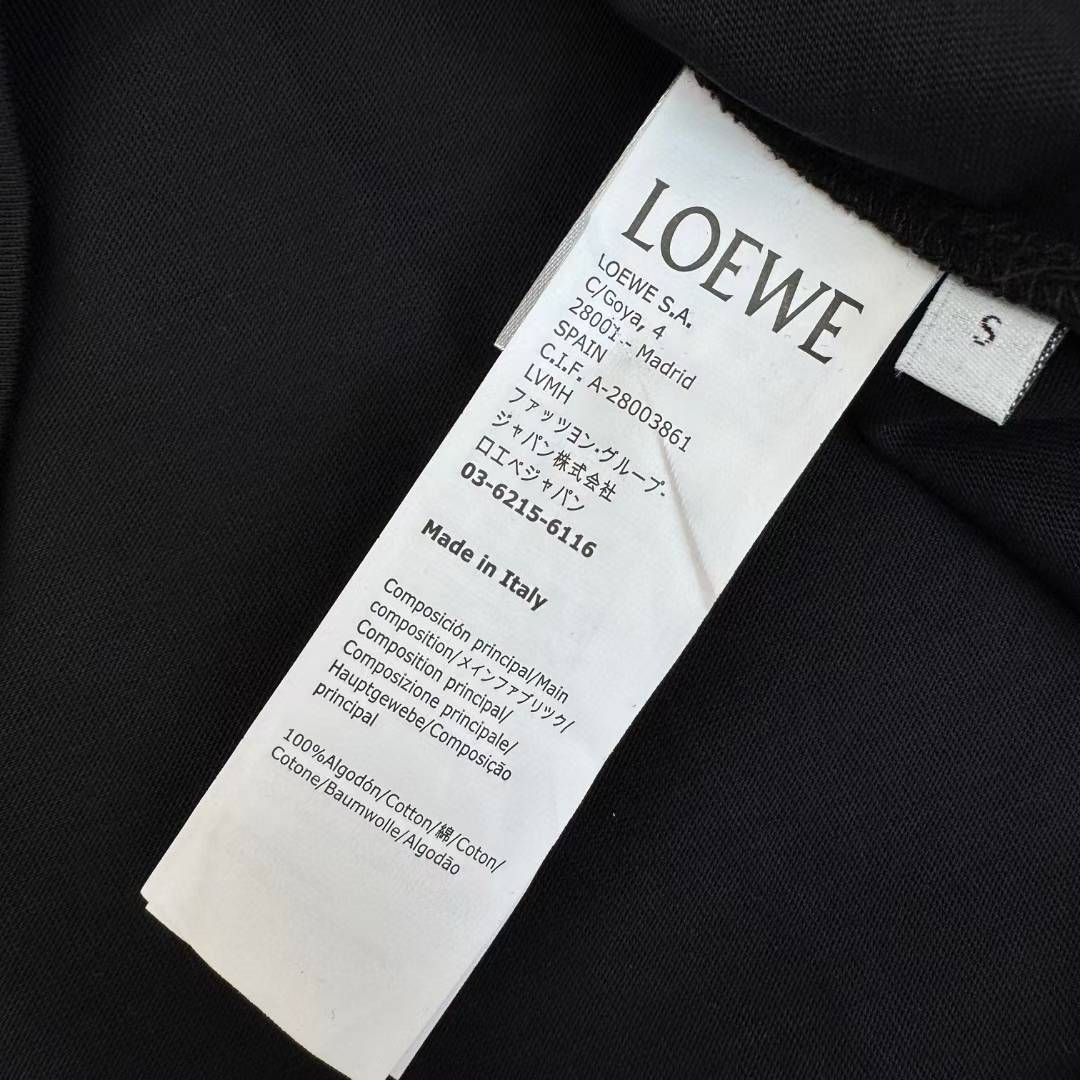 LOEWE
LOEWE S.A.
C/Goya, 4
28001 - Madrid
SPAIN
C.I.F. A-28003861
LVMH
ファッツヨン·グループ·
ジャパン株式会社
ロエベジャパン
03-6215-6116
Made in Italy
Composición principal/Main
composition/メインファブリツク/
Composition principal/
Composizione principale/
Hauptgewebe/Composição
principal
100%Algodón/Cotton/綿/Coton/
Cotone/Baumwolle/Algodão
S